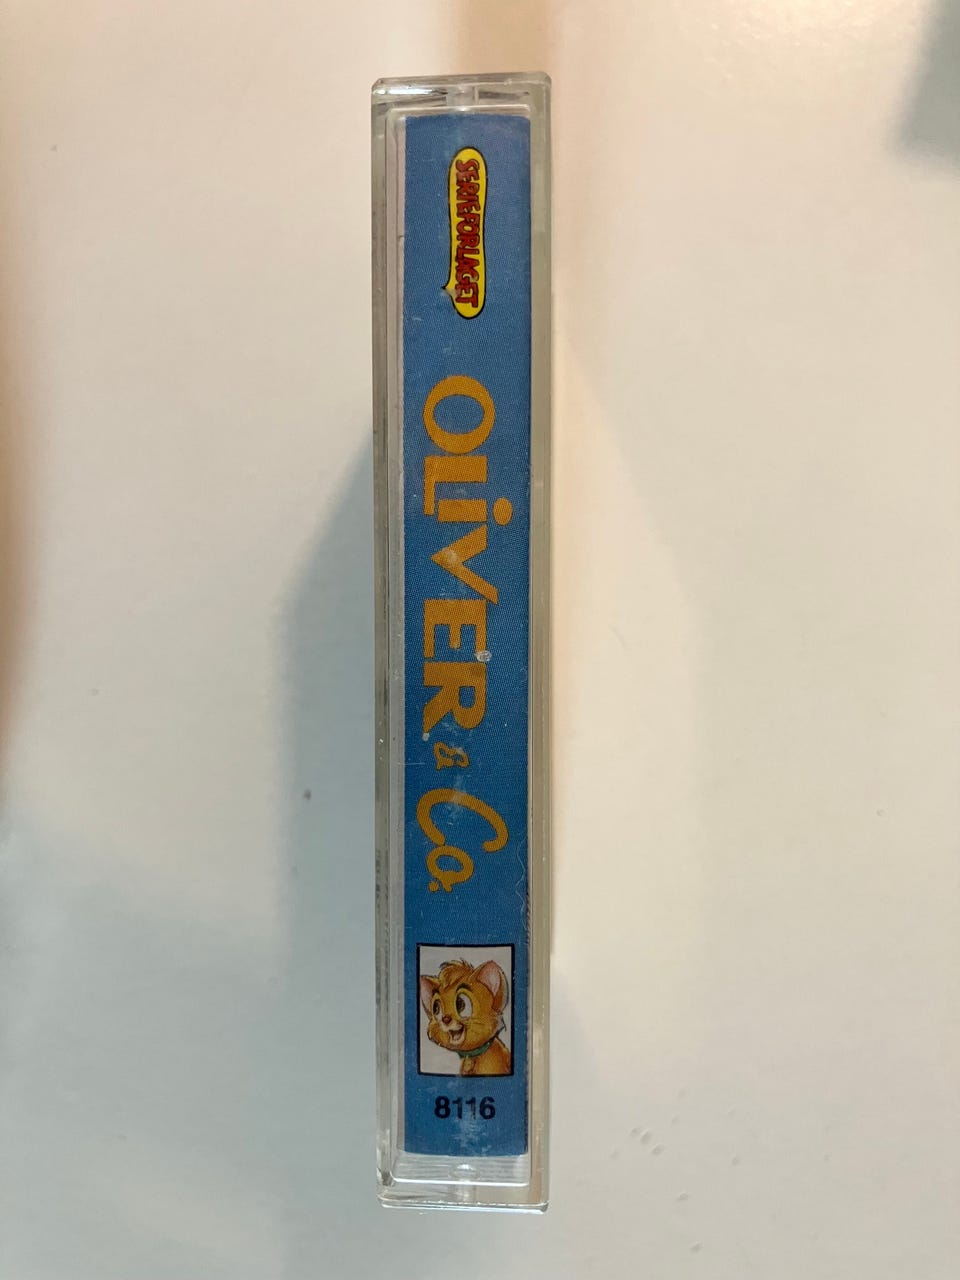 SERIEFORLAGET
OLiVER & Co.
8116